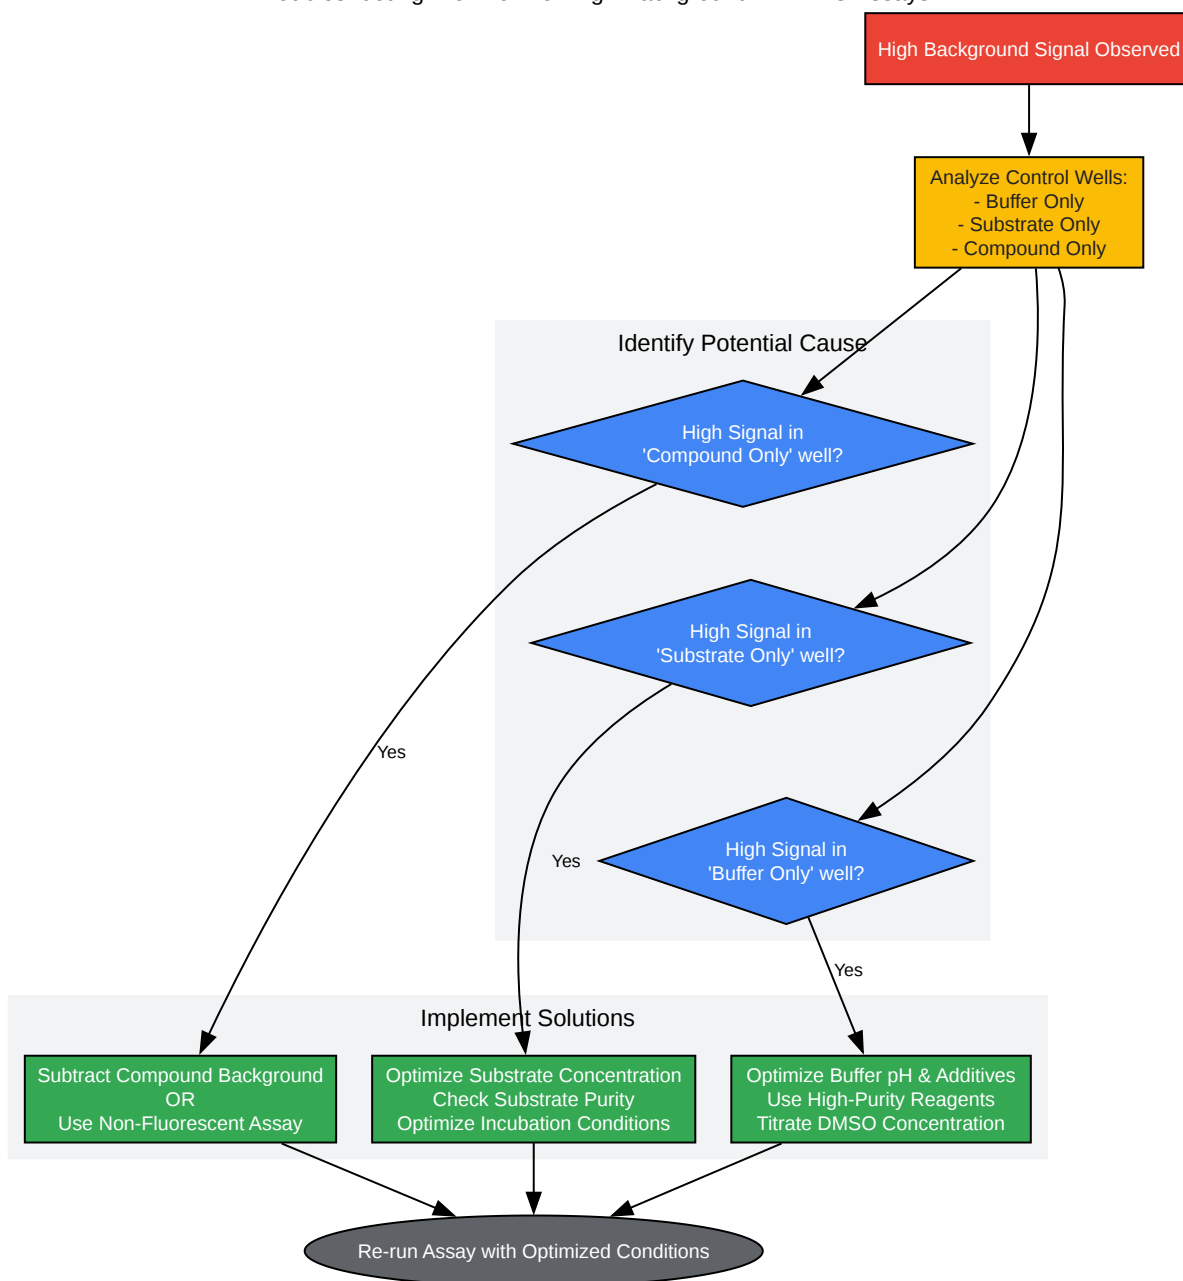 High Background Signal Observed
Analyze Control Wells:
- Buffer Only
- Substrate Only
- Compound Only
Identify Potential Cause
High Signal in
'Compound Only' well?
High Signal in
'Substrate Only' well?
Yes
High Signal in
'Buffer Only' well?
Yes
Yes
Implement Solutions
Subtract Compound Background
OR
Use Non-Fluorescent Assay
Optimize Substrate Concentration
Check Substrate Purity
Optimize Incubation Conditions
Optimize Buffer pH & Additives
Use High-Purity Reagents
Titrate DMSO Concentration
Re-run Assay with Optimized Conditions